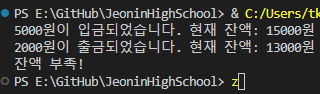 PS E:\GitHub\JeoninHighSchool> & C:/Users/tk
5000원이 입금되었습니다. 현재 잔액: 15000원
2000원이 출금되었습니다. 현재 잔액: 13000원
잔액 부족!
PS E:\GitHub\JeoninHighSchool> z